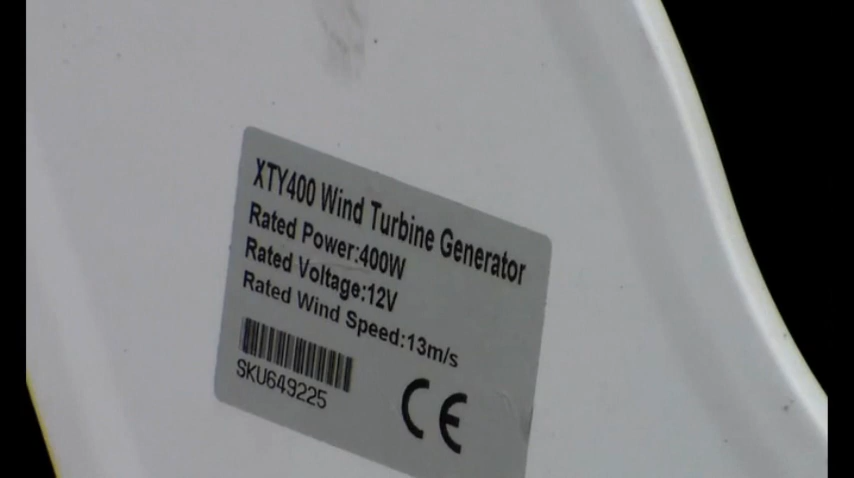 XTY400 Wind Turbine Generator
Rated Power:400W
Rated Voltage:12V
Rated Wind Speed:13m/s
SKU649225
CE